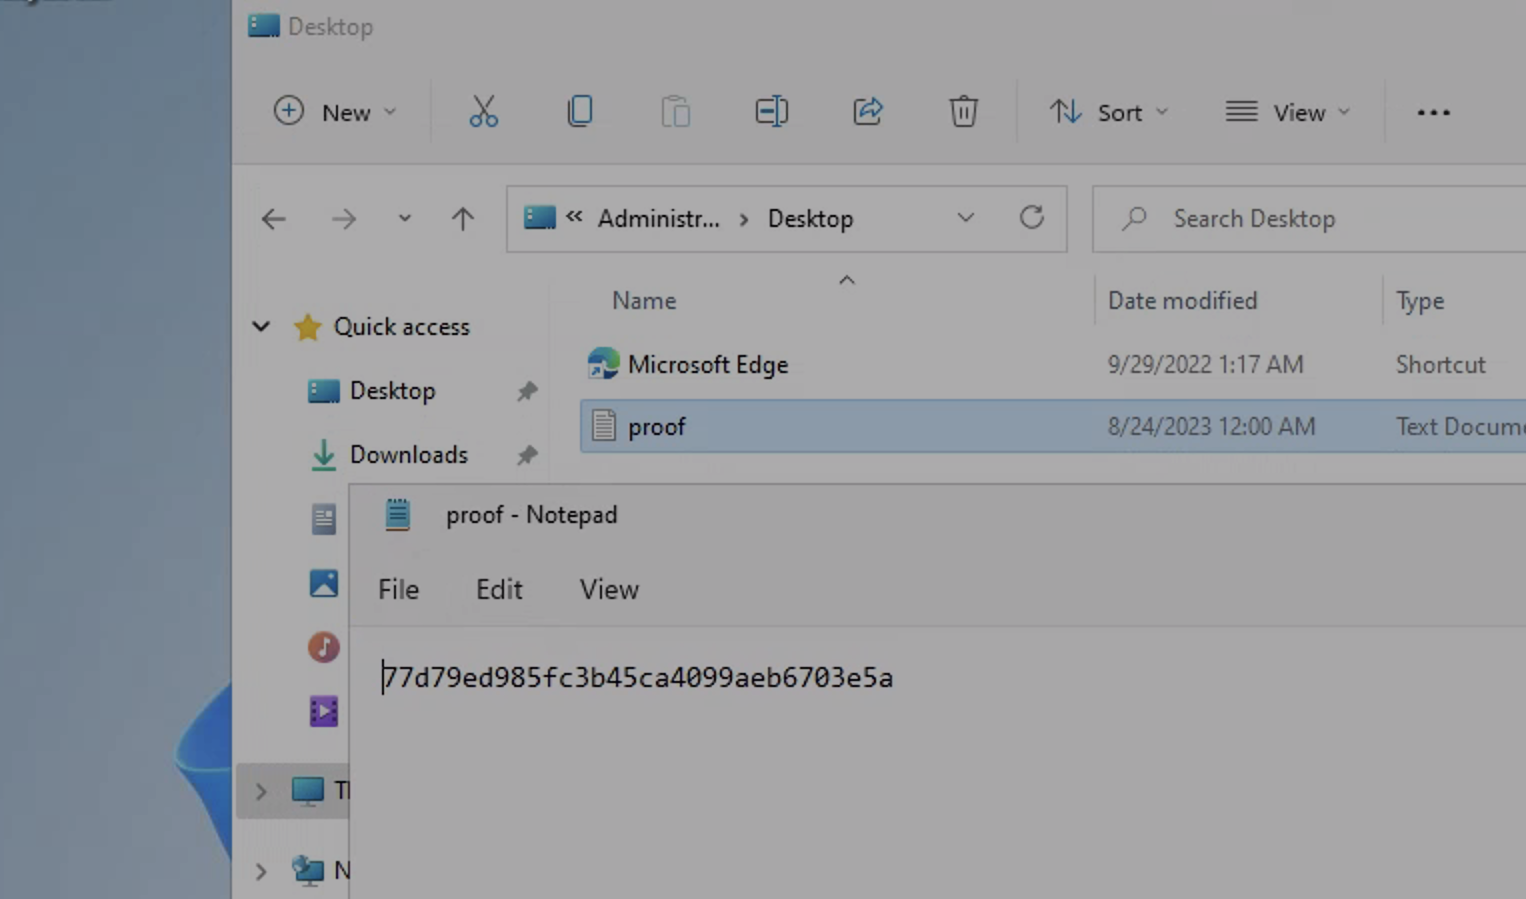 Desktop
New
Sort
View
« Administr... > Desktop
Search Desktop
Name
Date modified
Type
Quick access
Microsoft Edge
9/29/2022 1:17 AM
Shortcut
Desktop
proof
8/24/2023 12:00 AM
Text Docume
Downloads
proof - Notepad
File
Edit
View
77d79ed985fc3b45ca4099aeb6703e5a